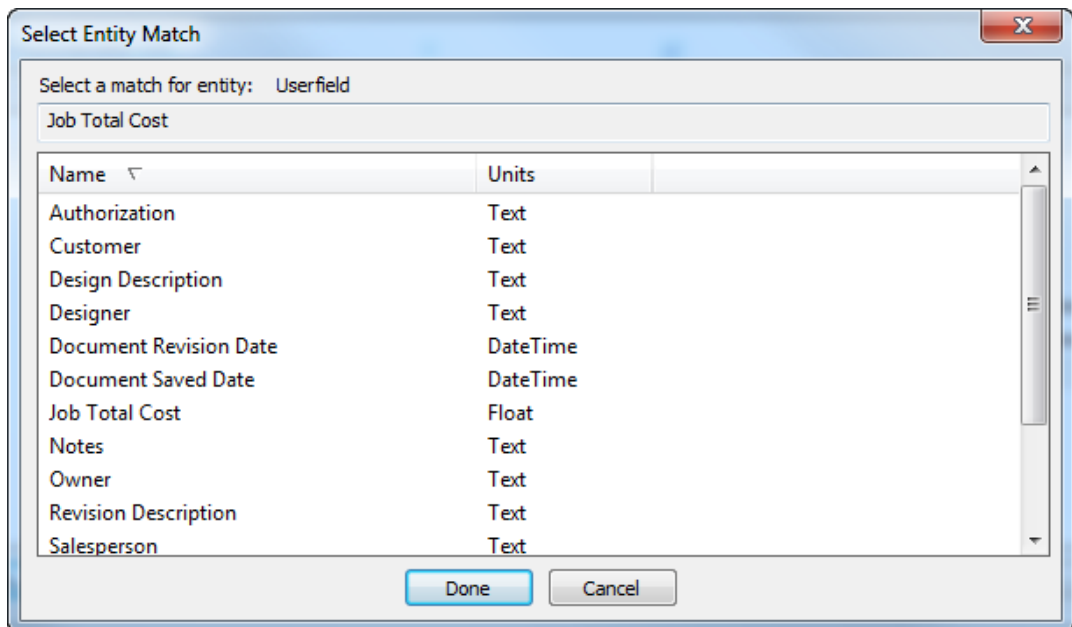 Select Entity Match
Select a match for entity: Userfield
Job Total Cost
Name Units
Authorization Text
Customer Text
Design Description Text
Designer Text
Document Revision Date DateTime
Document Saved Date DateTime
Job Total Cost Float
Notes Text
Owner Text
Revision Description Text
Salesperson Text
Done Cancel